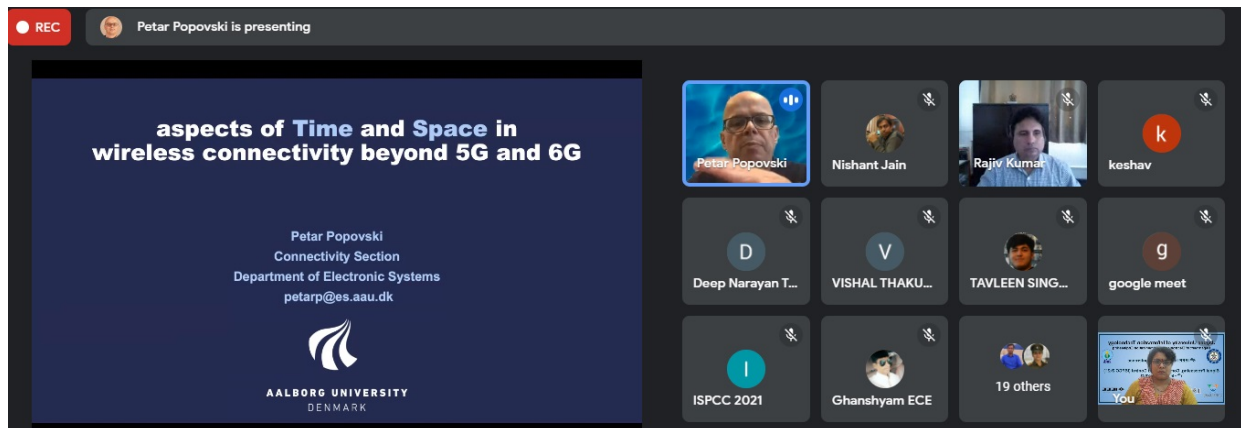 REC
Petar Popovski is presenting
aspects of Time and Space in
wireless connectivity beyond 5G and 6G
Petar Popovski
Connectivity Section
Department of Electronic Systems
petarp@es.aau.dk
AALBORG UNIVERSITY
DENMARK
Petar Popovski
Nishant Jain
Rajiv Kumar
k
keshav
D
Deep Narayan T...
V
VISHAL THAKU...
TAVLEEN SING...
g
google meet
I
ISPCC 2021
Ghanshyam ECE
19 others
You